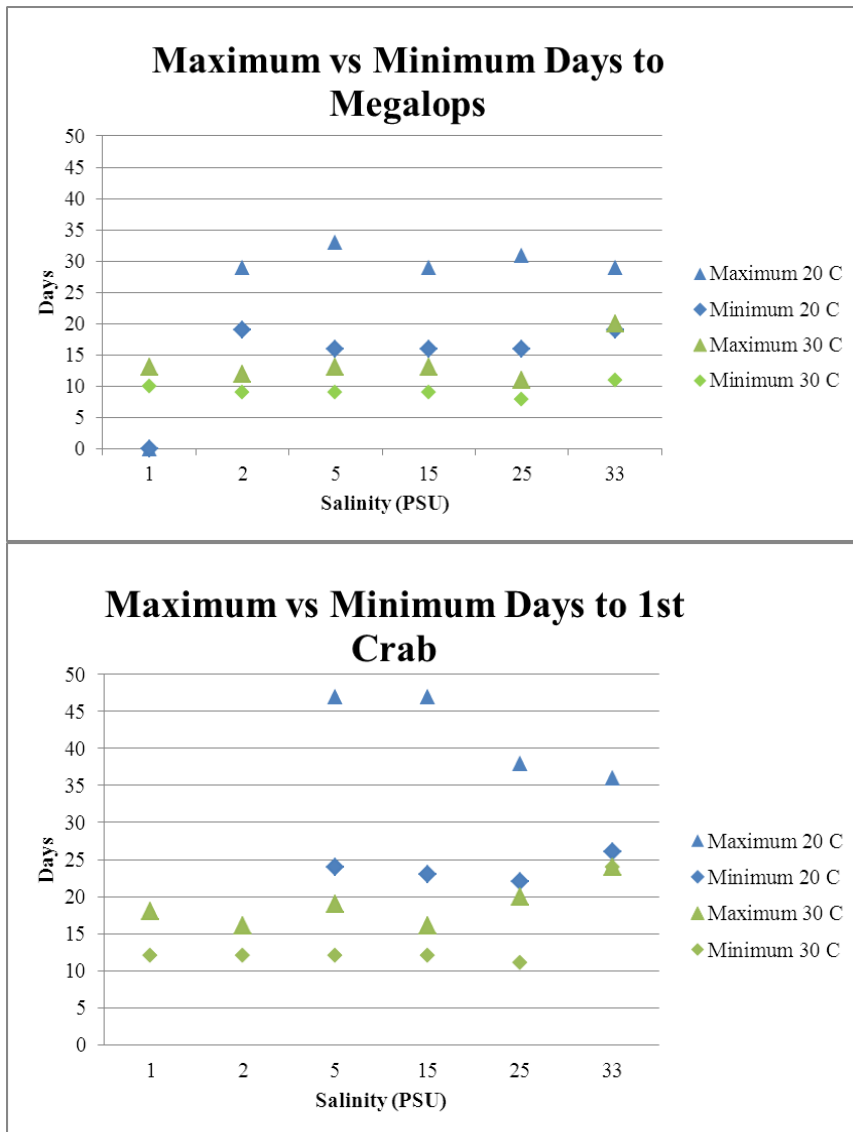 Maximum vs Minimum Days to
Megalops
50
45
40
35
30
25
20
15
10
5
0
Days
1 2 5 15 25 33
Salinity (PSU)
Maximum 20 C
Minimum 20 C
Maximum 30 C
Minimum 30 C
Maximum vs Minimum Days to 1st
Crab
50
45
40
35
30
25
20
15
10
5
0
Days
1 2 5 15 25 33
Salinity (PSU)
Maximum 20 C
Minimum 20 C
Maximum 30 C
Minimum 30 C